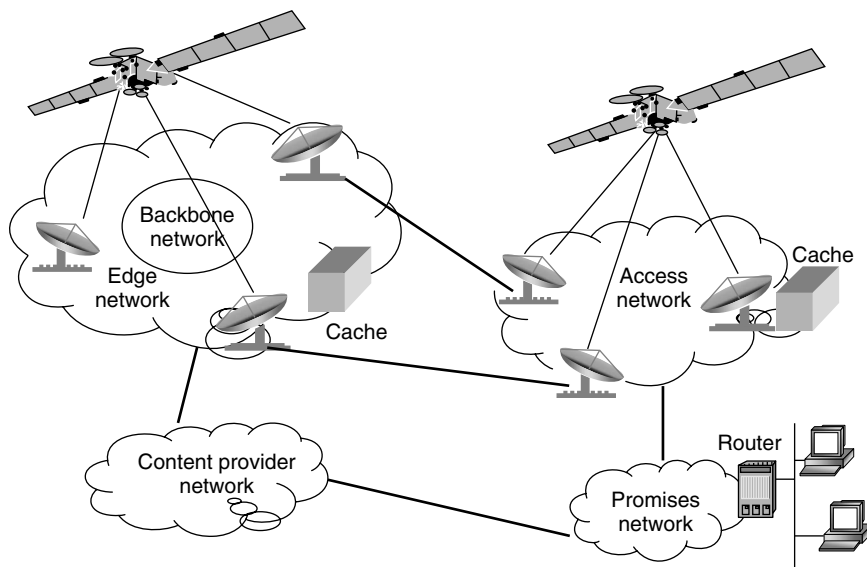 Backbone
network
Edge
network
Cache
Access
network
Cache
Content provider
network
Router
Promises
network